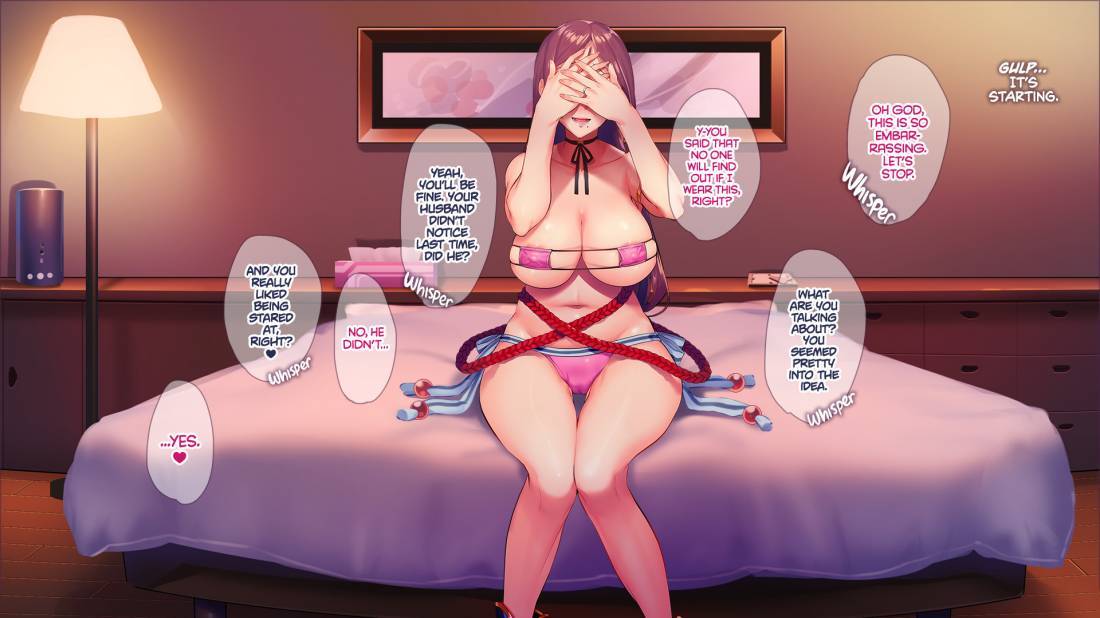 GULP...
IT'S
STARTING.
OH GOD,
THIS IS SO
EMBAR-
RASSING.
LET'S
STOP.
Whisper
WHAT
ARE YOU
TALKING
ABOUT?
YOU
SEEMED
PRETTY
INTO THE
IDEA.
Whisper
Y-YOU
SAID THAT
NO ONE
WILL FIND
OUT IF I
WEAR THIS,
RIGHT?
YEAH,
YOU'LL BE
FINE. YOUR
HUSBAND
DIDN'T
NOTICE
LAST TIME,
DID HE?
Whisper
NO, HE
DIDN'T...
AND YOU
REALLY
LIKED
BEING
STARED
AT,
RIGHT?
♥
Whisper
...YES.
♥